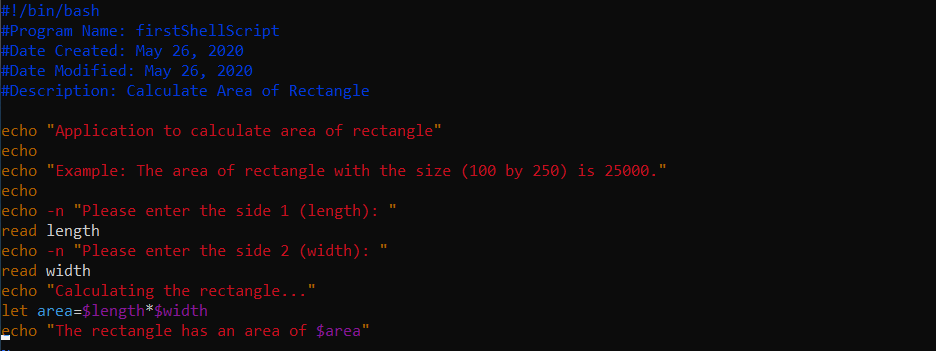 #!/bin/bash
#Program Name: firstShellScript
#Date Created: May 26, 2020
#Date Modified: May 26, 2020
#Description: Calculate Area of Rectangle
echo "Application to calculate area of rectangle"
echo
echo "Example: The area of rectangle with the size (100 by 250) is 25000."
echo
echo -n "Please enter the side 1 (length): "
read length
echo -n "Please enter the side 2 (width): "
read width
echo "Calculating the rectangle..."
let area=$length*$width
echo "The rectangle has an area of $area"